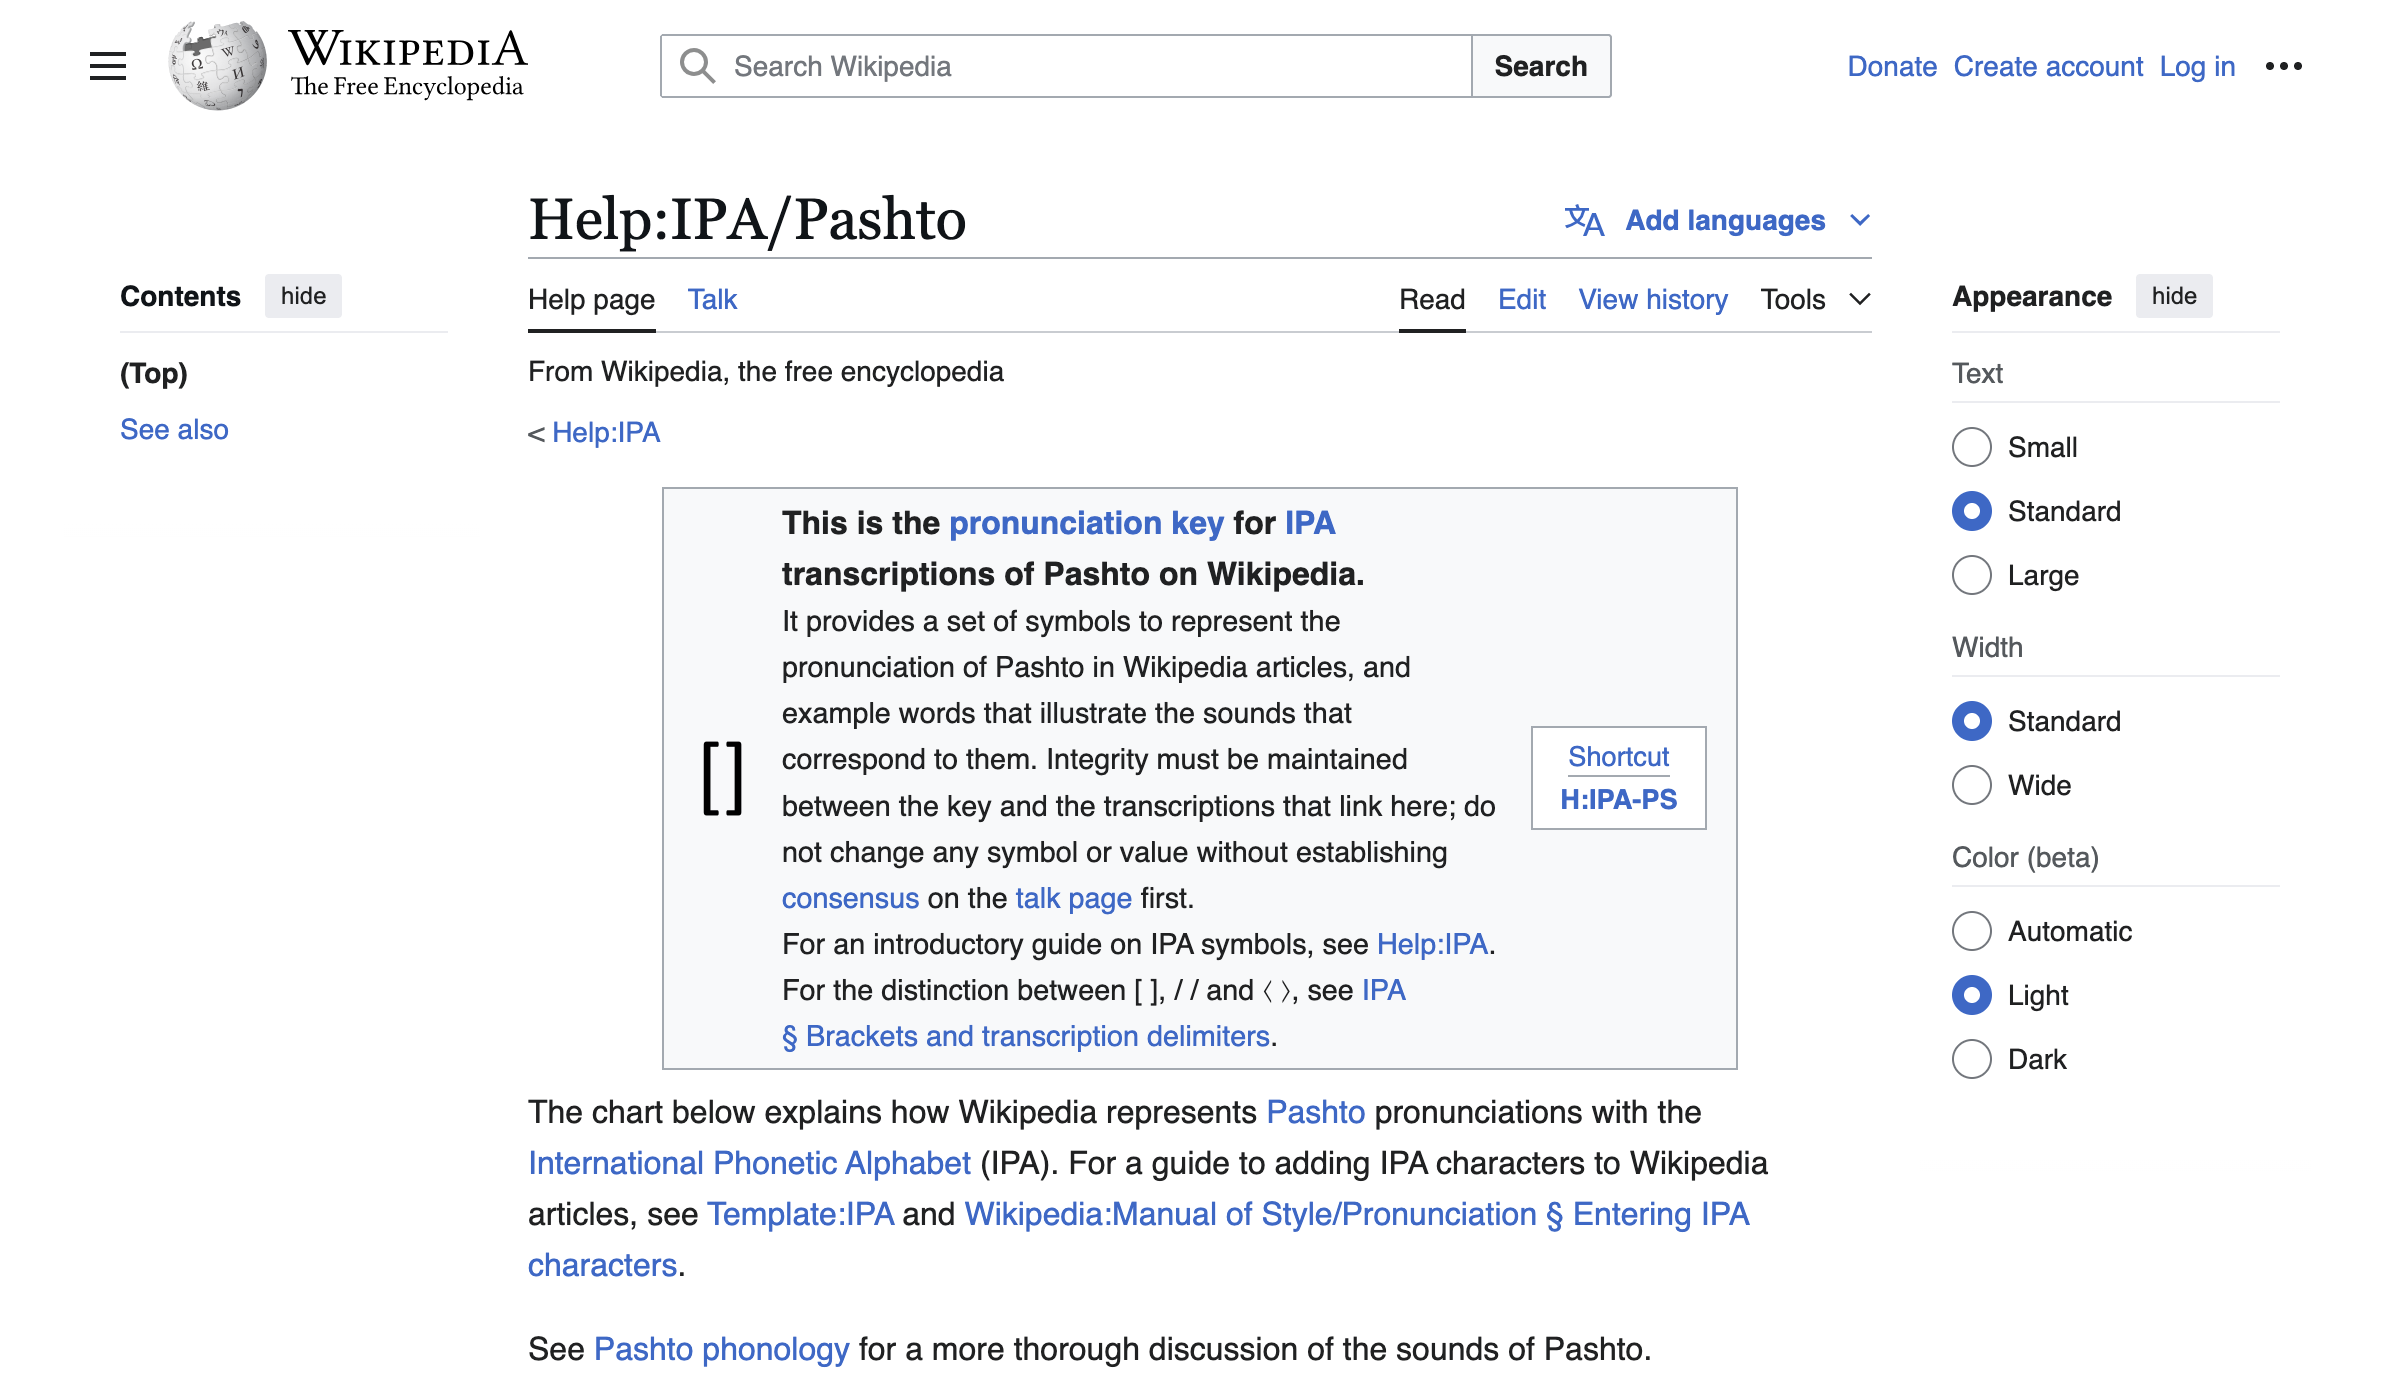 WIKIPEDIA
The Free Encyclopedia
Search Wikipedia
Search
Donate Create account Log in
Help:IPA/Pashto
Add languages
Contents hide
(Top)
See also
Help page Talk
Read Edit View history Tools
From Wikipedia, the free encyclopedia
< Help:IPA
[]
This is the pronunciation key for IPA
transcriptions of Pashto on Wikipedia.
It provides a set of symbols to represent the
pronunciation of Pashto in Wikipedia articles, and
example words that illustrate the sounds that
correspond to them. Integrity must be maintained
between the key and the transcriptions that link here; do
not change any symbol or value without establishing
consensus on the talk page first.
For an introductory guide on IPA symbols, see Help:IPA.
For the distinction between [ ], / / and ⟨ ⟩, see IPA
§ Brackets and transcription delimiters.
Shortcut
H:IPA-PS
The chart below explains how Wikipedia represents Pashto pronunciations with the
International Phonetic Alphabet (IPA). For a guide to adding IPA characters to Wikipedia
articles, see Template:IPA and Wikipedia:Manual of Style/Pronunciation § Entering IPA
characters.
See Pashto phonology for a more thorough discussion of the sounds of Pashto.
Appearance hide
Text
Small
Standard
Large
Width
Standard
Wide
Color (beta)
Automatic
Light
Dark